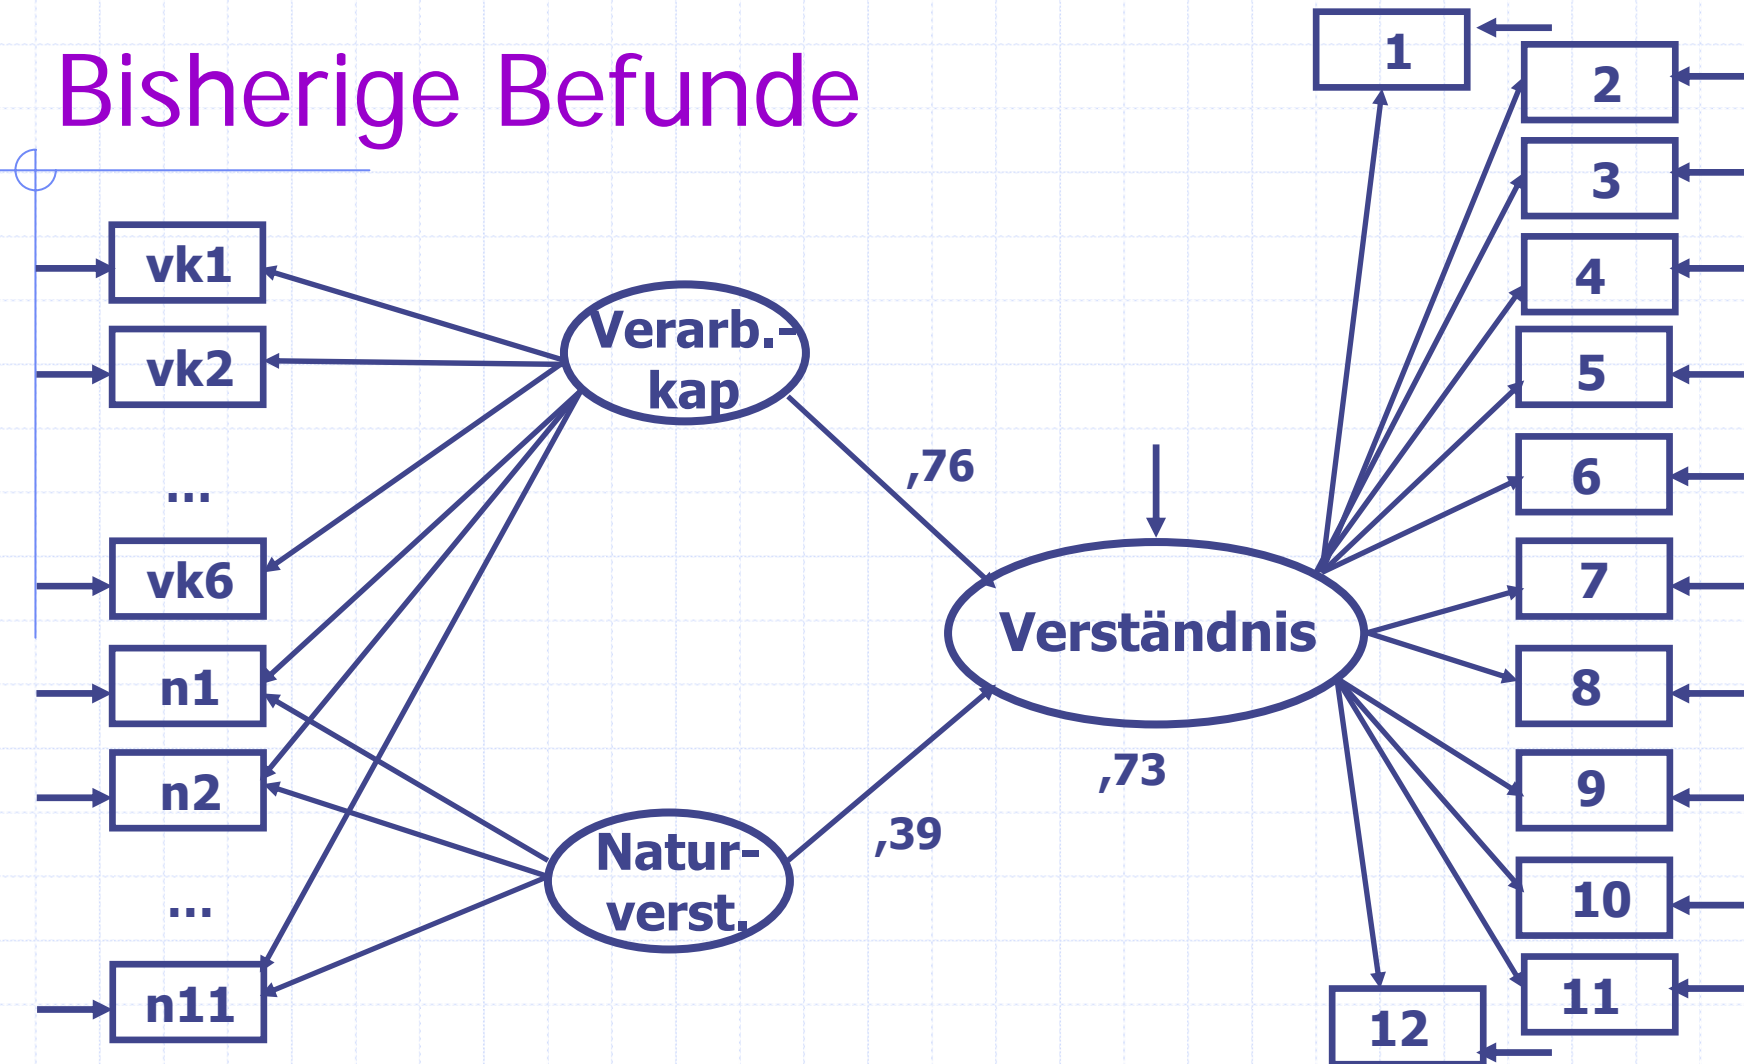 Bisherige Befunde
vk1
vk2
...
vk6
n1
n2
...
n11
Verarb.-
kap
Natur-
verst.
,76
,39
Verständnis
,73
1
2
3
4
5
6
7
8
9
10
11
12